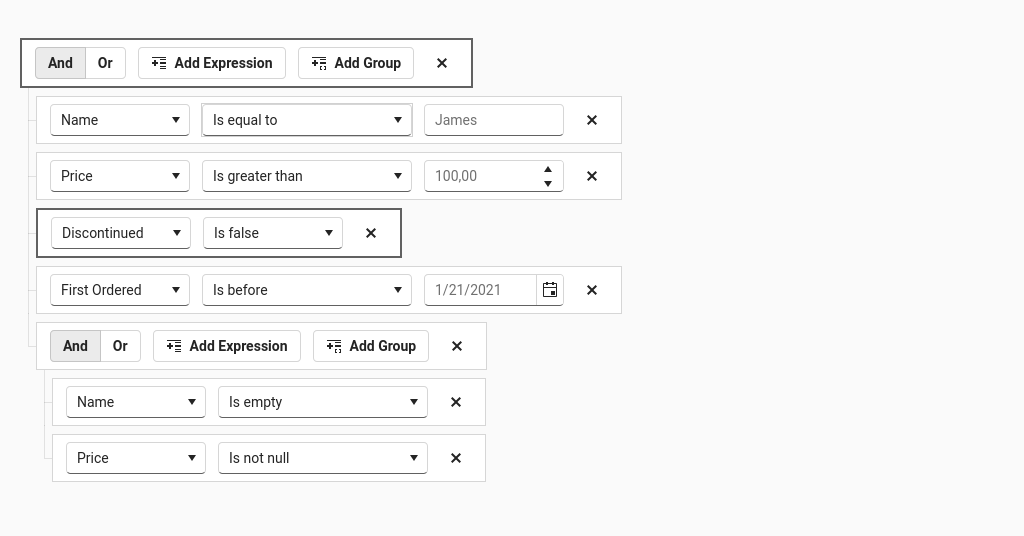 And Or Add Expression Add Group
Name Is equal to James
Price Is greater than 100,00
Discontinued Is false
First Ordered Is before 1/21/2021
And Or Add Expression Add Group
Name Is empty
Price Is not null